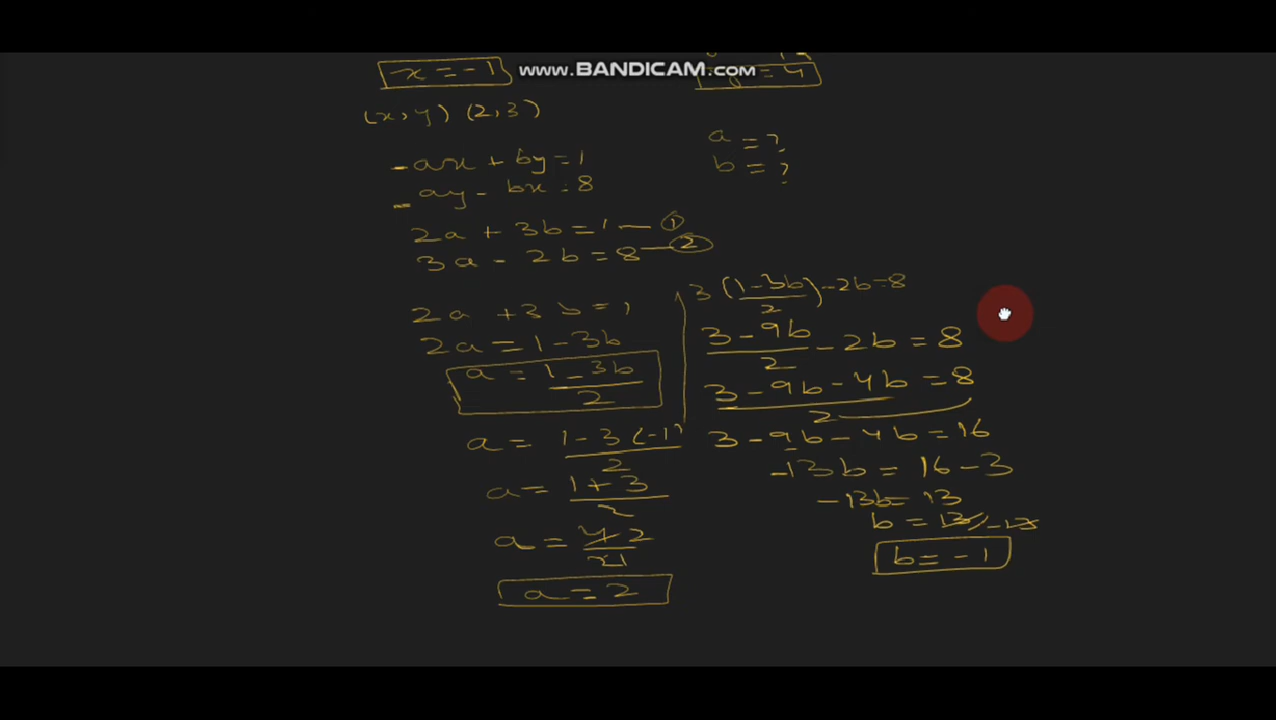 www.BANDICAM.com
x = -1
y = 4
(x, y) (2, 3)
a = ?
b = ?
- ax + by = 1
- ay - bx = 8
2a + 3b = 1 — ①
3a - 2b = 8 — ②
2a + 3b = 1
2a = 1 - 3b
a = 1 - 3b / 2
a = 1 - 3(-1) / 2
a = 1 + 3 / 2
a = 4 2 / 2 1
a = 2
3 (1 - 3b / 2) - 2b = 8
3 - 9b / 2 - 2b = 8
3 - 9b - 4b / 2 = 8
3 - 9b - 4b = 16
-13b = 16 - 3
-13b = 13
b = 13/-13
b = -1